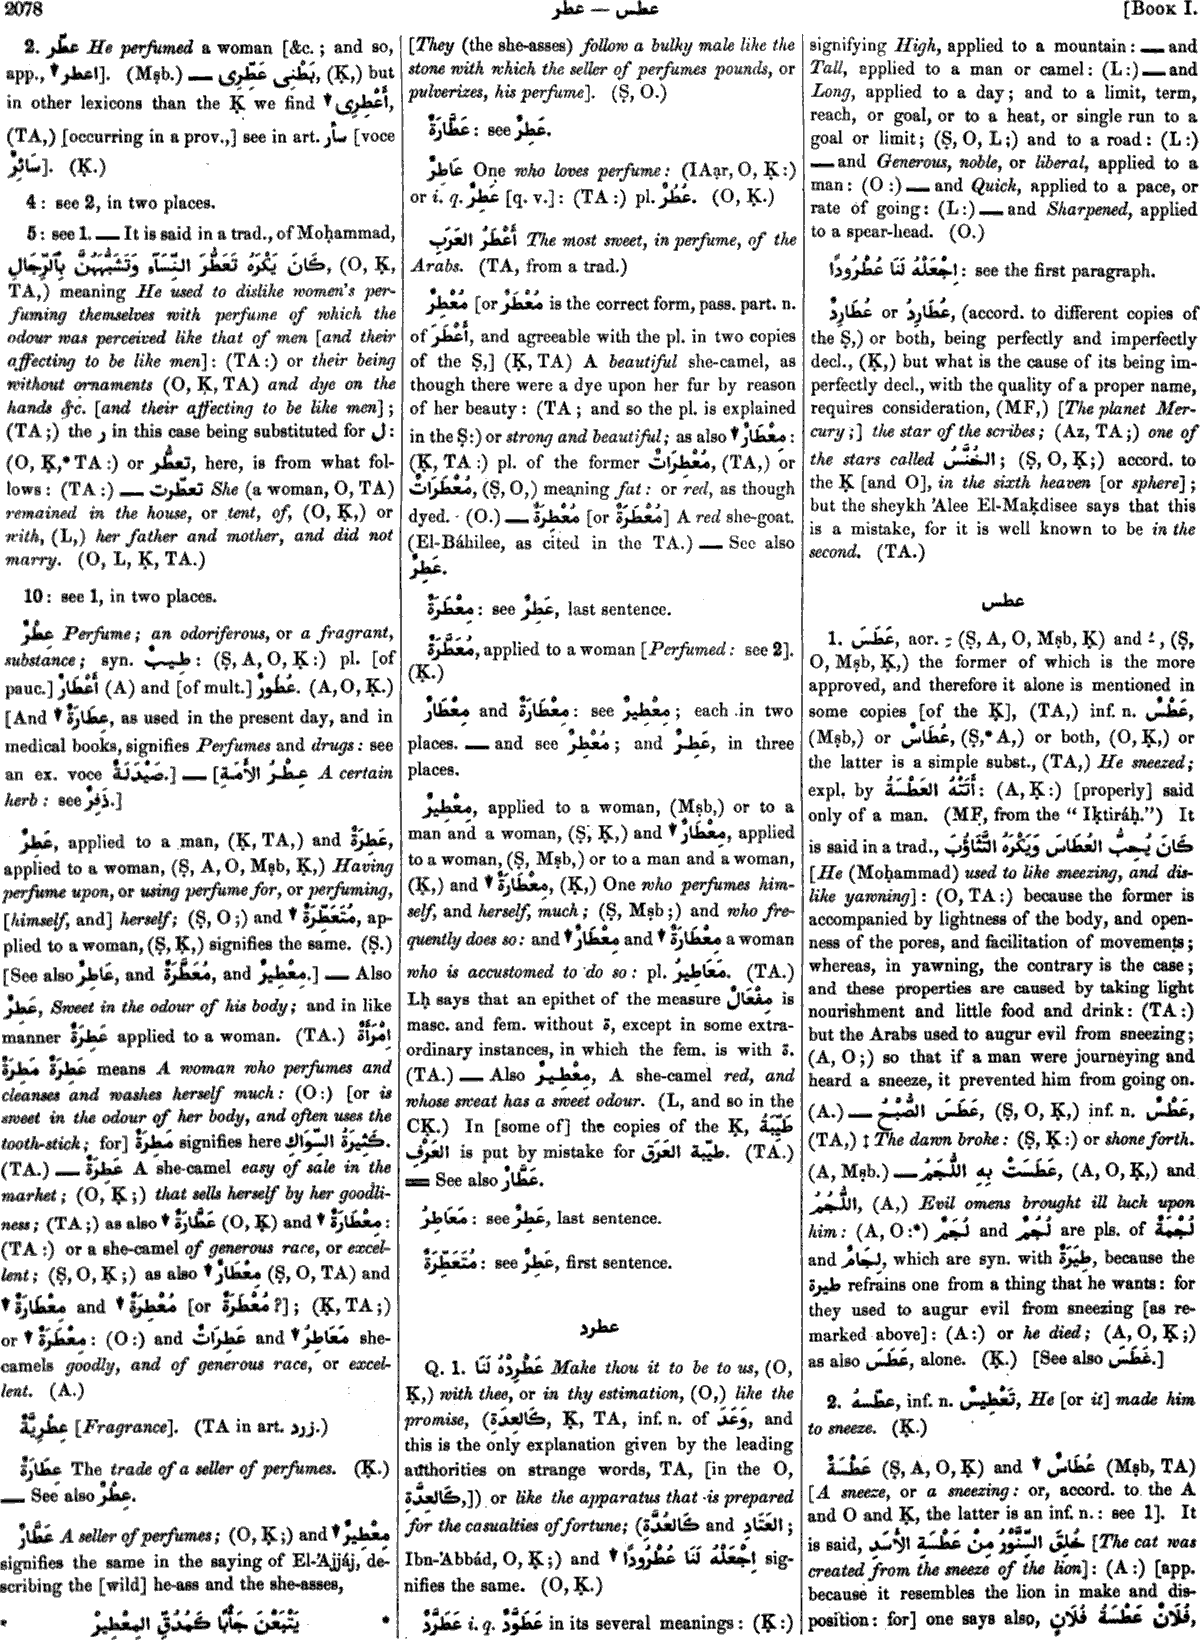 2078
عطر — عطس
[BOOK I.
2. عطّر He perfumed a woman [&c.; and so,
app., ▼ اعطر]. (Mṣb.) — بَطْنِى عَطِّرِى, (Ḳ,) but
in other lexicons than the Ḳ we find ▼ أَعْطِرِى,
(TA,) [occurring in a prov.,] see in art. سأر [voce
سَائِرٌ]. (Ḳ.)
4: see 2, in two places.
5: see 1. — It is said in a trad., of Moḥammad,
كَانَ يَكْرَهُ تَعَطُّرَ النِّسَآءِ وَتَشَبُّهَهُنَّ بِٱلرِّجَالِ, (O, Ḳ,
TA,) meaning He used to dislike women's per-
fuming themselves with perfume of which the
odour was perceived like that of men [and their
affecting to be like men]: (TA:) or their being
without ornaments (O, Ḳ, TA) and dye on the
hands &c. [and their affecting to be like men];
(TA;) the ر in this case being substituted for ل:
(O, Ḳ,* TA:) or تعطُّر, here, is from what fol-
lows: (TA:) — تعطّرت She (a woman, O, TA)
remained in the house, or tent, of, (O, Ḳ,) or
with, (L,) her father and mother, and did not
marry. (O, L, Ḳ, TA.)
10: see 1, in two places.
عِطْرٌ Perfume; an odoriferous, or a fragrant,
substance; syn. طِيبٌ: (Ṣ, A, O, Ḳ:) pl. [of
pauc.] أَعْطَارٌ (A) and [of mult.] عُطُورٌ. (A, O, Ḳ.)
[And ▼ عِطَارَةٌ, as used in the present day, and in
medical books, signifies Perfumes and drugs: see
an ex. voce صَيْدَلَةٌ.] — [عِطْرُ الأَمَةِ A certain
herb: see ذَفِرٌ.]
عَطِرٌ, applied to a man, (Ḳ, TA,) and عَطِرَةٌ,
applied to a woman, (Ṣ, A, O, Mṣb, Ḳ,) Having
perfume upon, or using perfume for, or perfuming,
[himself, and] herself; (Ṣ, O;) and ▼ مُتَعَطِّرَةٌ, ap-
plied to a woman, (Ṣ, Ḳ,) signifies the same. (Ṣ.)
[See also عَاطِرٌ, and مُعَطَّرَةٌ, and مِعْطِيرٌ.] — Also
عَطِرٌ, Sweet in the odour of his body; and in like
manner عَطِرَةٌ applied to a woman. (TA.) اِمْرَأَةٌ
عَطِرَةٌ مَطِرَةٌ means A woman who perfumes and
cleanses and washes herself much: (O:) [or is
sweet in the odour of her body, and often uses the
tooth-stick; for] مَطِرَةٌ signifies here كَثِيرَةُ السِّوَاكِ.
(TA.) — عَطِرَةٌ A she-camel easy of sale in the
market; (O, Ḳ;) that sells herself by her goodli-
ness; (TA;) as also ▼ عَطَّارَةٌ (O, Ḳ) and ▼ مِعْطَارَةٌ:
(TA:) or a she-camel of generous race, or excel-
lent; (Ṣ, O, Ḳ;) as also ▼ مِعْطَارٌ (Ṣ, O, TA) and
▼ مِعْطَارَةٌ and ▼ مُعْطِرَةٌ [or مُعْطَرَةٌ?]; (Ḳ, TA;)
or ▼ مِعْطَرَةٌ: (O:) and عَطِرَاتٌ and ▼ مَعَاطِرُ she-
camels goodly, and of generous race, or excel-
lent. (A.)
عِطْرِيَّةٌ [Fragrance]. (TA in art. زرد.)
عِطَارَةٌ The trade of a seller of perfumes. (Ḳ.)
— See also عِطْرٌ.
عَطَّارٌ A seller of perfumes; (O, Ḳ;) and ▼ مِعْطِيرٌ
signifies the same in the saying of El-'Ajjáj, de-
scribing the [wild] he-ass and the she-asses,
* يَتْبَعْنَ جَأْبًا كَمُدُقِّ المِعْطِيرْ *
[They (the she-asses) follow a bulky male like the
stone with which the seller of perfumes pounds, or
pulverizes, his perfume]. (Ṣ, O.)
عَطَّارَةٌ: see عَطِرٌ.
عَاطِرٌ One who loves perfume: (IAạr, O, Ḳ:)
or i. q. عَطِرٌ [q. v.]: (TA:) pl. عُطُرٌ. (O, Ḳ.)
أَعْطَرُ العَرَبِ The most sweet, in perfume, of the
Arabs. (TA, from a trad.)
مُعْطِرٌ [or مُعْطَرٌ is the correct form, pass. part. n.
of أَعْطَرَ, and agreeable with the pl. in two copies
of the Ṣ,] (Ḳ, TA) A beautiful she-camel, as
though there were a dye upon her fur by reason
of her beauty: (TA; and so the pl. is explained
in the Ṣ:) or strong and beautiful; as also ▼ مِعْطَارٌ:
(Ḳ, TA:) pl. of the former مُعْطِرَاتٌ, (TA,) or
مُعْطَرَاتٌ, (Ṣ, O,) meaning fat: or red, as though
dyed. (O.) — مُعْطِرَةٌ [or مُعْطَرَةٌ] A red she-goat.
(El-Báhilee, as cited in the TA.) — See also
عَطِرٌ.
مِعْطَرَةٌ: see عَطِرٌ, last sentence.
مُعَطَّرَةٌ, applied to a woman [Perfumed: see 2].
(Ḳ.)
مِعْطَارٌ and مِعْطَارَةٌ: see مِعْطِيرٌ; each in two
places. — and see مُعْطِرٌ; and عَطِرٌ, in three
places.
مِعْطِيرٌ, applied to a woman, (Mṣb,) or to a
man and a woman, (Ṣ, Ḳ,) and ▼ مِعْطَارٌ, applied
to a woman, (Ṣ, Mṣb,) or to a man and a woman,
(Ḳ,) and ▼ مِعْطَارَةٌ, (Ḳ,) One who perfumes him-
self, and herself, much; (Ṣ, Mṣb;) and who fre-
quently does so: and ▼ مِعْطَارٌ and ▼ مِعْطَارَةٌ a woman
who is accustomed to do so: pl. مَعَاطِيرُ. (TA.)
Lḥ says that an epithet of the measure مِفْعَالٌ is
masc. and fem. without ة, except in some extra-
ordinary instances, in which the fem. is with ة.
(TA.) — Also مِعْطِيرٌ, A she-camel red, and
whose sweat has a sweet odour. (L, and so in the
CḲ.) In [some of] the copies of the Ḳ, طَيِّبَةُ
العَرْفِ is put by mistake for طيّبة العَرَقِ. (TA.)
═ See also عَطَّارٌ.
مَعَاطِرُ: see عَطِرٌ, last sentence.
مُتَعَطِّرَةٌ: see عَطِرٌ, first sentence.
عطرد
Q. 1. عَطْرِدْهُ لَنَا Make thou it to be to us, (O,
Ḳ,) with thee, or in thy estimation, (O,) like the
promise, (كَالعِدَةِ, Ḳ, TA, inf. n. of وَعَدَ, and
this is the only explanation given by the leading
authorities on strange words, TA, [in the O,
كَالعِدَّةِ,]) or like the apparatus that is prepared
for the casualties of fortune; (كَالعُدَّةِ and العَتَادِ;
Ibn-'Abbád, O, Ḳ;) and ▼ اِجْعَلْهُ لَنَا عُطْرُودًا sig-
nifies the same. (O, Ḳ.)
عَطَرَّدٌ i. q. عَطَوَّدٌ in its several meanings: (Ḳ:)
signifying High, applied to a mountain: — and
Tall, applied to a man or camel: (L:) — and
Long, applied to a day; and to a limit, term,
reach, or goal, or to a heat, or single run to a
goal or limit; (Ṣ, O, L;) and to a road: (L:)
— and Generous, noble, or liberal, applied to a
man: (O:) — and Quick, applied to a pace, or
rate of going: (L:) — and Sharpened, applied
to a spear-head. (O.)
اِجْعَلْهُ لَنَا عُطْرُودًا: see the first paragraph.
عُطَارِدٌ or عُطَارِدُ, (accord. to different copies of
the Ṣ,) or both, being perfectly and imperfectly
decl., (Ḳ,) but what is the cause of its being im-
perfectly decl., with the quality of a proper name,
requires consideration, (MF,) [The planet Mer-
cury;] the star of the scribes; (Az, TA;) one of
the stars called الخُنَّسُ; (Ṣ, O, Ḳ;) accord. to
the Ḳ [and O], in the sixth heaven [or sphere];
but the sheykh 'Alee El-Maḳdisee says that this
is a mistake, for it is well known to be in the
second. (TA.)
عطس
1. عَطَسَ, aor. ـِ (Ṣ, A, O, Mṣb, Ḳ) and ـُ, (Ṣ,
O, Mṣb, Ḳ,) the former of which is the more
approved, and therefore it alone is mentioned in
some copies [of the Ḳ], (TA,) inf. n. عَطْسٌ,
(Mṣb,) or عُطَاسٌ, (Ṣ,* A,) or both, (O, Ḳ,) or
the latter is a simple subst., (TA,) He sneezed;
expl. by أَتَتْهُ العَطْسَةُ: (A, Ḳ:) [properly] said
only of a man. (MF, from the “ Iḳtiráḥ.”) It
is said in a trad., كَانَ يُحِبُّ العُطَاسَ وَيَكْرَهُ التَّثَاؤُبَ
[He (Moḥammad) used to like sneezing, and dis-
like yawning]: (O, TA:) because the former is
accompanied by lightness of the body, and open-
ness of the pores, and facilitation of movements;
whereas, in yawning, the contrary is the case;
and these properties are caused by taking light
nourishment and little food and drink: (TA:)
but the Arabs used to augur evil from sneezing;
(A, O;) so that if a man were journeying and
heard a sneeze, it prevented him from going on.
(A.) — عَطَسَ الصُّبْحُ, (Ṣ, O, Ḳ,) inf. n. عَطْسٌ,
(TA,) ‡ The dawn broke: (Ṣ, Ḳ:) or shone forth.
(A, Mṣb.) — عَطَسَتْ بِهِ اللُّجَمُ, (A, O, Ḳ,) and
اللُّجُمُ, (A,) Evil omens brought ill luck upon
him: (A, O:*) لُجَمٌ and لُجُمٌ are pls. of لُجْمَةٌ
and لِجَامٌ, which are syn. with طِيَرَةٌ, because the
طيرة refrains one from a thing that he wants: for
they used to augur evil from sneezing [as re-
marked above]: (A:) or he died; (A, O, Ḳ;)
as also عَطَسَ, alone. (Ḳ.) [See also غَطَسَ.]
2. عطّسهُ, inf. n. تَعْطِيسٌ, He [or it] made him
to sneeze. (Ḳ.)
عَطْسَةٌ (Ṣ, A, O, Ḳ) and ▼ عُطَاسٌ (Mṣb, TA)
[A sneeze, or a sneezing: or, accord. to the A
and O and Ḳ, the latter is an inf. n.: see 1]. It
is said, خُلِقَ السِّنَّوْرُ مِنْ عَطْسَةِ الأَسَدِ [The cat was
created from the sneeze of the lion]: (A:) [app.
because it resembles the lion in make and dis-
position: for] one says also, فُلَانٌ عَطْسَةُ فُلَانٍ,